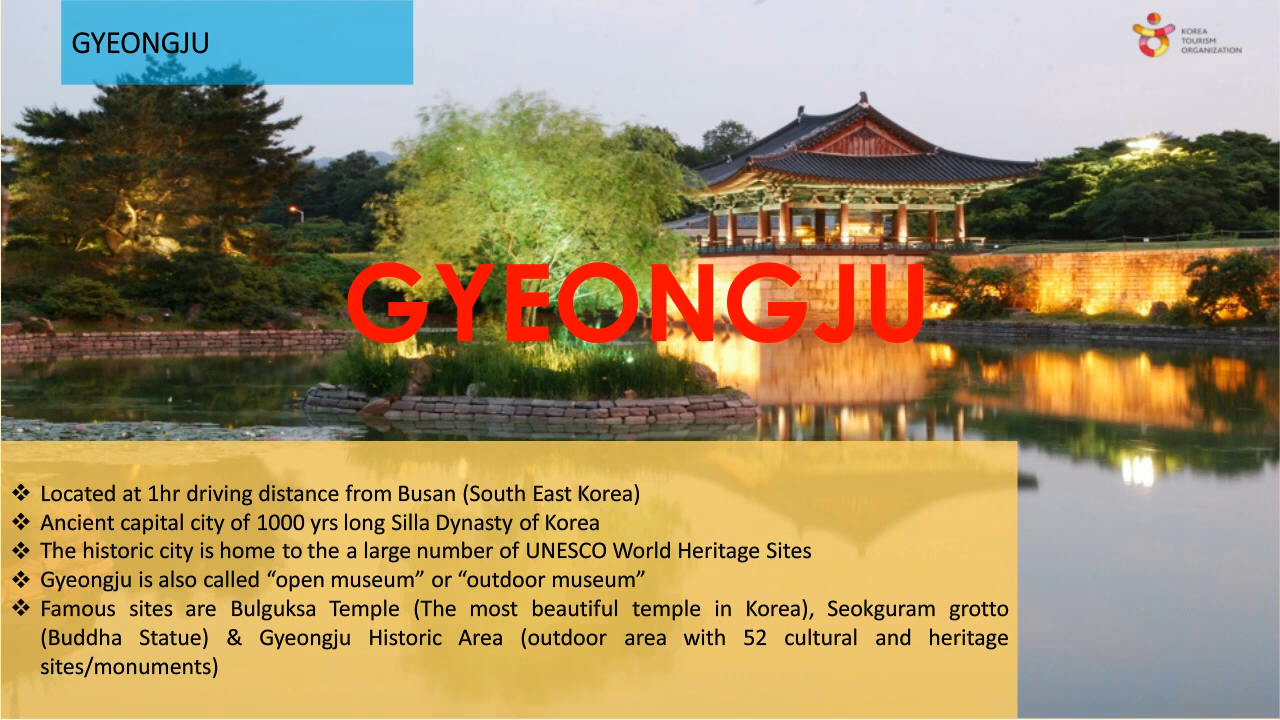 GYEONGJU
KOREA
TOURISM
ORGANIZATION
GYEONGJU
❖ Located at 1hr driving distance from Busan (South East Korea)
❖ Ancient capital city of 1000 yrs long Silla Dynasty of Korea
❖ The historic city is home to the a large number of UNESCO World Heritage Sites
❖ Gyeongju is also called “open museum” or “outdoor museum”
❖ Famous sites are Bulguksa Temple (The most beautiful temple in Korea), Seokguram grotto
(Buddha Statue) & Gyeongju Historic Area (outdoor area with 52 cultural and heritage
sites/monuments)